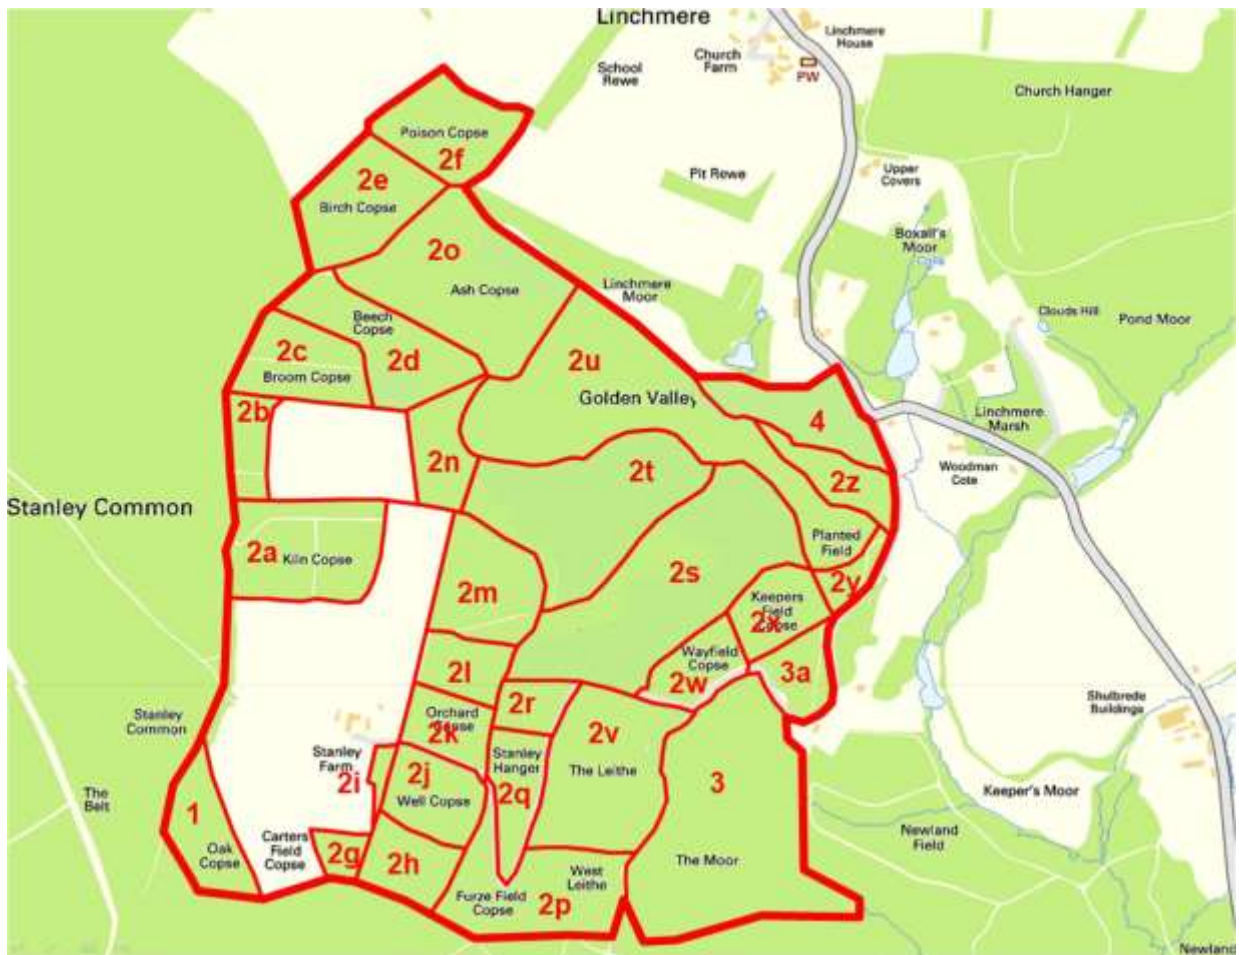 Linchmere
Linchmere
House
Church
Farm
PW
School
Rewe
Church Hanger
Poison Copse
2f
Pit Rewe
Upper
Covers
2e
Birch Copse
Boxall's
Moor
2o
Ash Copse
Linchmere
Moor
Clouds Hill
Pond Moor
Beech
Copse
2c
Broom Copse
2d
2u
Golden Valley
2b
4
Linchmere
Marsh
2n
2t
2z
Woodman
Cote
Stanley Common
Planted
Field
2a
Kiln Copse
2m
2s
2y
Keepers
Field
Copse
2x
Wayfield
Copse
2w
2l
3a
2r
Orchard
Copse
2k
Stanley
Common
Shulbrede
Buildings
Stanley
Farm
2i
2j
Well Copse
Stanley
Hanger
2q
2v
The Leithe
3
The
Belt
Keeper's Moor
1
Oak
Copse
Carters
Field
Copse
2g
2h
Newland
Field
The Moor
West
Leithe
Furze Field
Copse
2p
Newland